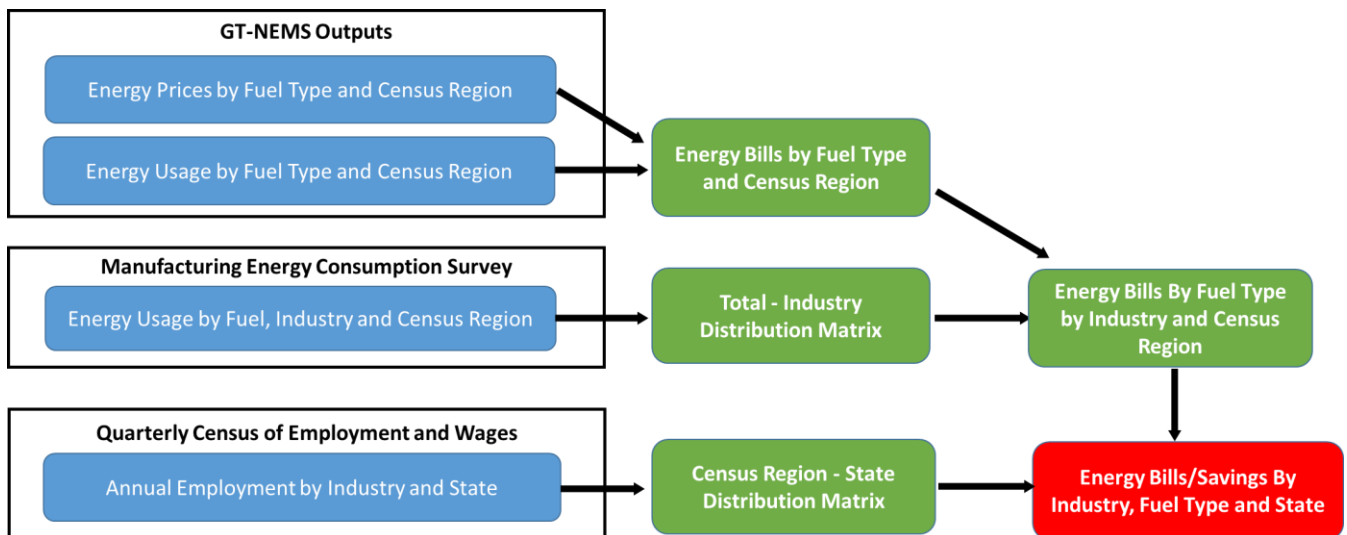 GT-NEMS Outputs
Energy Prices by Fuel Type and Census Region
Energy Usage by Fuel Type and Census Region
Energy Bills by Fuel Type
and Census Region
Manufacturing Energy Consumption Survey
Energy Usage by Fuel, Industry and Census Region
Total - Industry
Distribution Matrix
Energy Bills By Fuel Type
by Industry and Census
Region
Quarterly Census of Employment and Wages
Annual Employment by Industry and State
Census Region - State
Distribution Matrix
Energy Bills/Savings By
Industry, Fuel Type and State